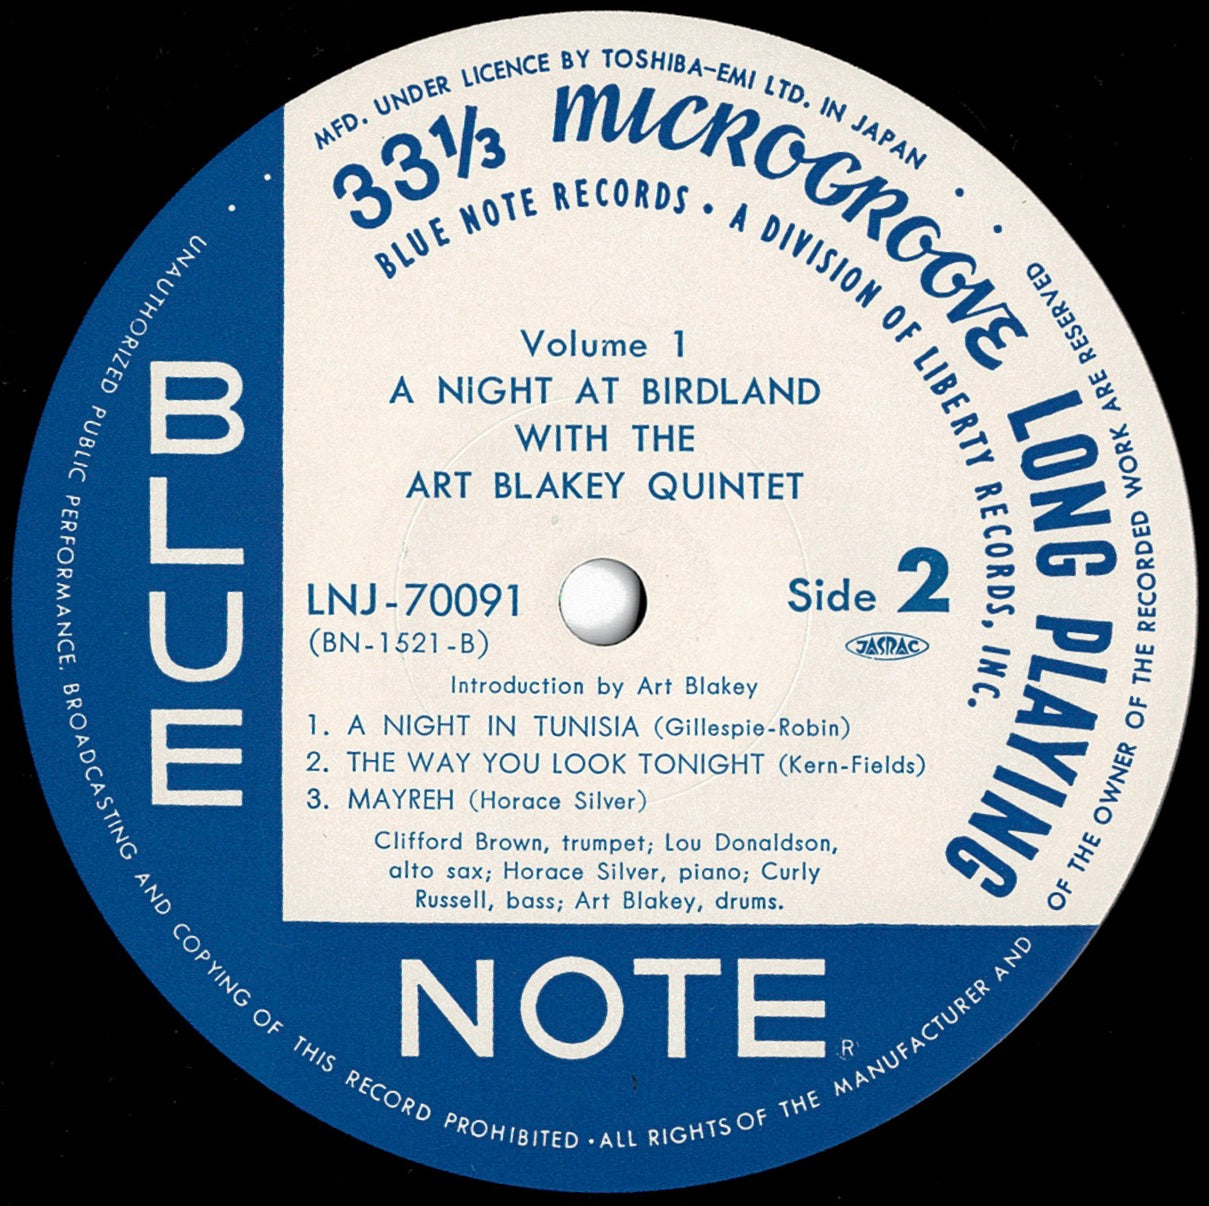 MFD. UNDER LICENCE BY TOSHIBA-EMI LTD. IN JAPAN
33⅓ MICROGROOVE LONG PLAYING
BLUE NOTE RECORDS • A DIVISION OF LIBERTY RECORDS, INC.
Volume 1
A NIGHT AT BIRDLAND
WITH THE
ART BLAKEY QUINTET
LNJ-70091
(BN-1521-B)
Side 2
JASRAC
Introduction by Art Blakey
1. A NIGHT IN TUNISIA (Gillespie-Robin)
2. THE WAY YOU LOOK TONIGHT (Kern-Fields)
3. MAYREH (Horace Silver)
Clifford Brown, trumpet; Lou Donaldson,
alto sax; Horace Silver, piano; Curly
Russell, bass; Art Blakey, drums.
BLUE
NOTE
R
UNAUTHORIZED PUBLIC PERFORMANCE, BROADCASTING AND COPYING OF THIS RECORD PROHIBITED • ALL RIGHTS OF THE MANUFACTURER AND OF THE OWNER OF THE RECORDED WORK ARE RESERVED